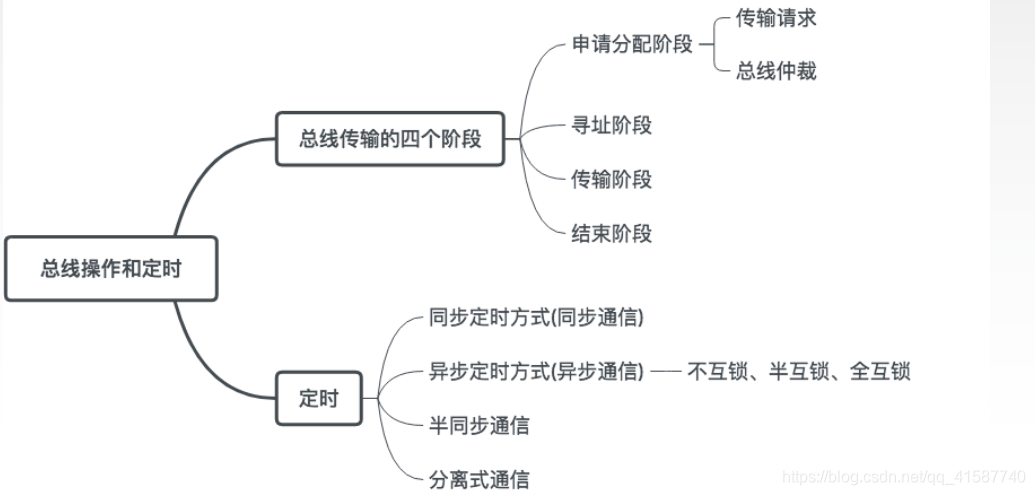 总线操作和定时
总线传输的四个阶段
申请分配阶段
传输请求
总线仲裁
寻址阶段
传输阶段
结束阶段
定时
同步定时方式(同步通信)
异步定时方式(异步通信)
不互锁、半互锁、全互锁
半同步通信
分离式通信
https://blog.csdn.net/qq_41587740